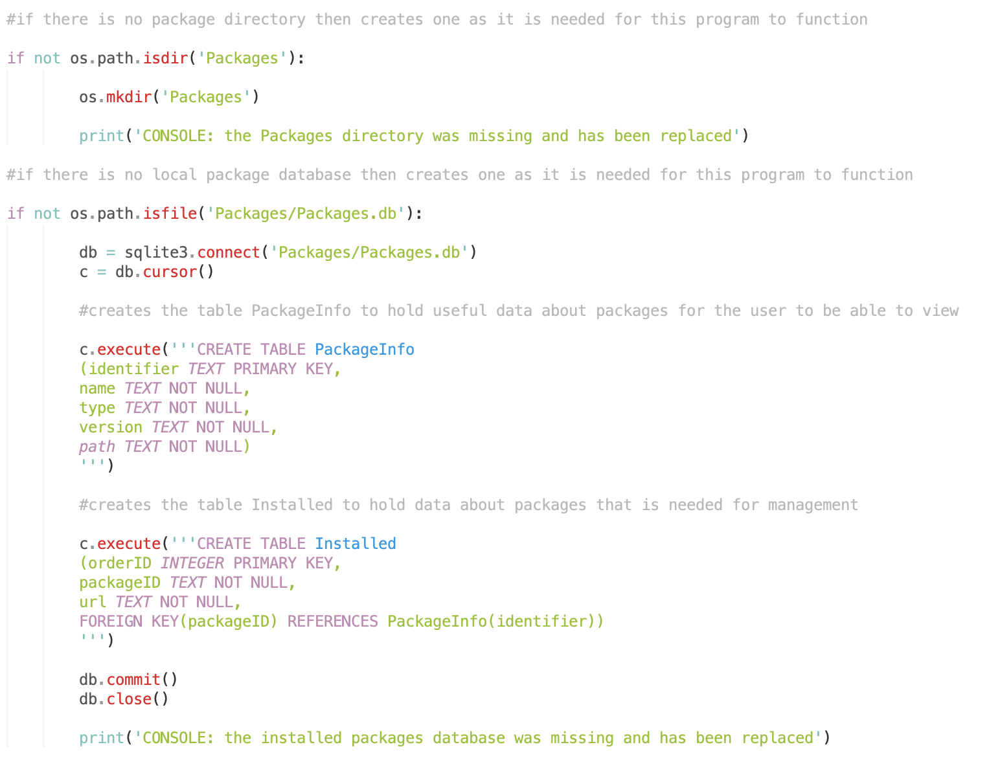 #if there is no package directory then creates one as it is needed for this program to function
if not os.path.isdir('Packages'):
os.mkdir('Packages')
print('CONSOLE: the Packages directory was missing and has been replaced')
#if there is no local package database then creates one as it is needed for this program to function
if not os.path.isfile('Packages/Packages.db'):
db = sqlite3.connect('Packages/Packages.db')
c = db.cursor()
#creates the table PackageInfo to hold useful data about packages for the user to be able to view
c.execute('''CREATE TABLE PackageInfo
(identifier TEXT PRIMARY KEY,
name TEXT NOT NULL,
type TEXT NOT NULL,
version TEXT NOT NULL,
path TEXT NOT NULL)
''')
#creates the table Installed to hold data about packages that is needed for management
c.execute('''CREATE TABLE Installed
(orderID INTEGER PRIMARY KEY,
packageID TEXT NOT NULL,
url TEXT NOT NULL,
FOREIGN KEY(packageID) REFERENCES PackageInfo(identifier))
''')
db.commit()
db.close()
print('CONSOLE: the installed packages database was missing and has been replaced')